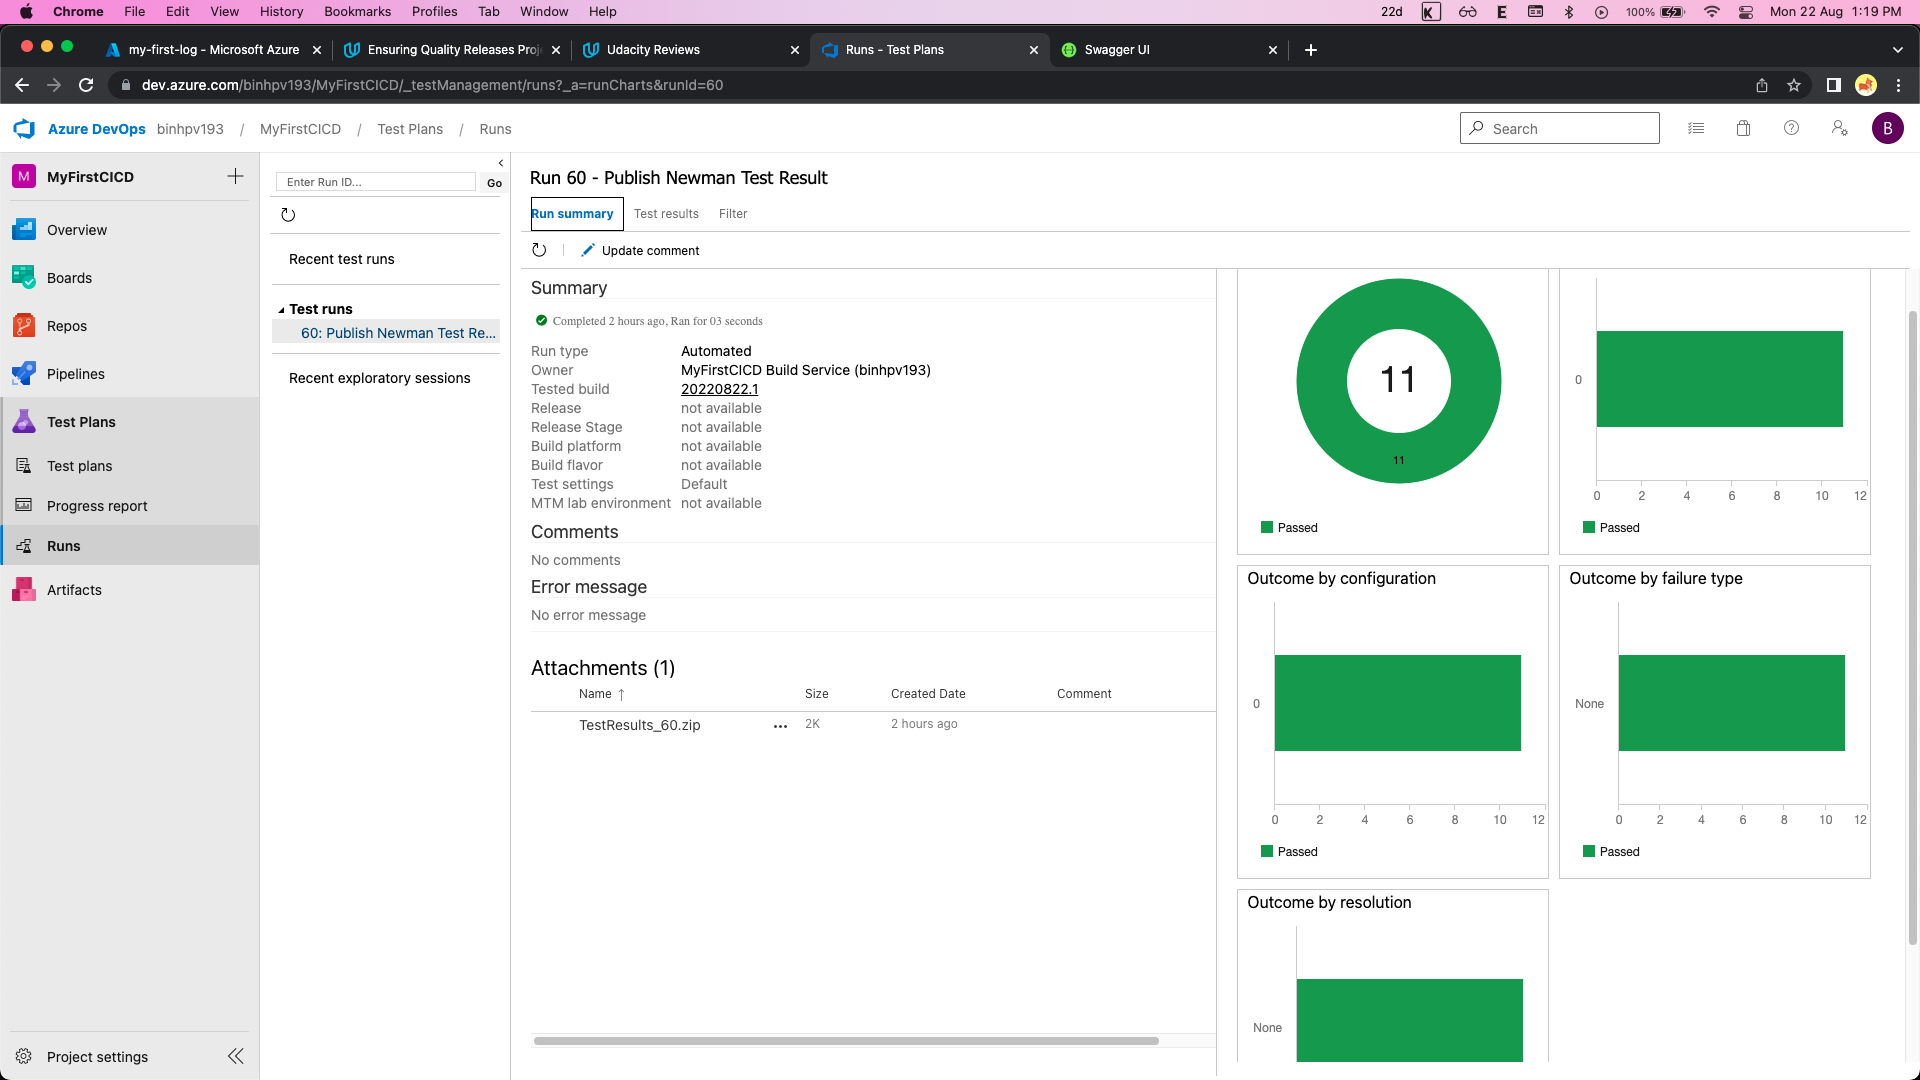 Chrome File Edit View History Bookmarks Profiles Tab Window Help 22d K E 100% Mon 22 Aug 1:19 PM
my-first-log - Microsoft Azure Ensuring Quality Releases Proj Udacity Reviews Runs - Test Plans Swagger UI
dev.azure.com/binhpv193/MyFirstCICD/_testManagement/runs?_a=runCharts&runId=60
Azure DevOps binhpv193 / MyFirstCICD / Test Plans / Runs Search B
M MyFirstCICD
Overview
Boards
Repos
Pipelines
Test Plans
Test plans
Progress report
Runs
Artifacts
Project settings
Enter Run ID... Go
Recent test runs
Test runs
60: Publish Newman Test Re...
Recent exploratory sessions
Run 60 - Publish Newman Test Result
Run summary Test results Filter
Update comment
Summary
Completed 2 hours ago, Ran for 03 seconds
Run type Automated
Owner MyFirstCICD Build Service (binhpv193)
Tested build 20220822.1
Release not available
Release Stage not available
Build platform not available
Build flavor not available
Test settings Default
MTM lab environment not available
Comments
No comments
Error message
No error message
Attachments (1)
Name ↑ Size Created Date Comment
TestResults_60.zip ... 2K 2 hours ago
11
11
Passed
0
0 2 4 6 8 10 12
Passed
Outcome by configuration
0
0 2 4 6 8 10 12
Passed
Outcome by failure type
None
0 2 4 6 8 10 12
Passed
Outcome by resolution
None